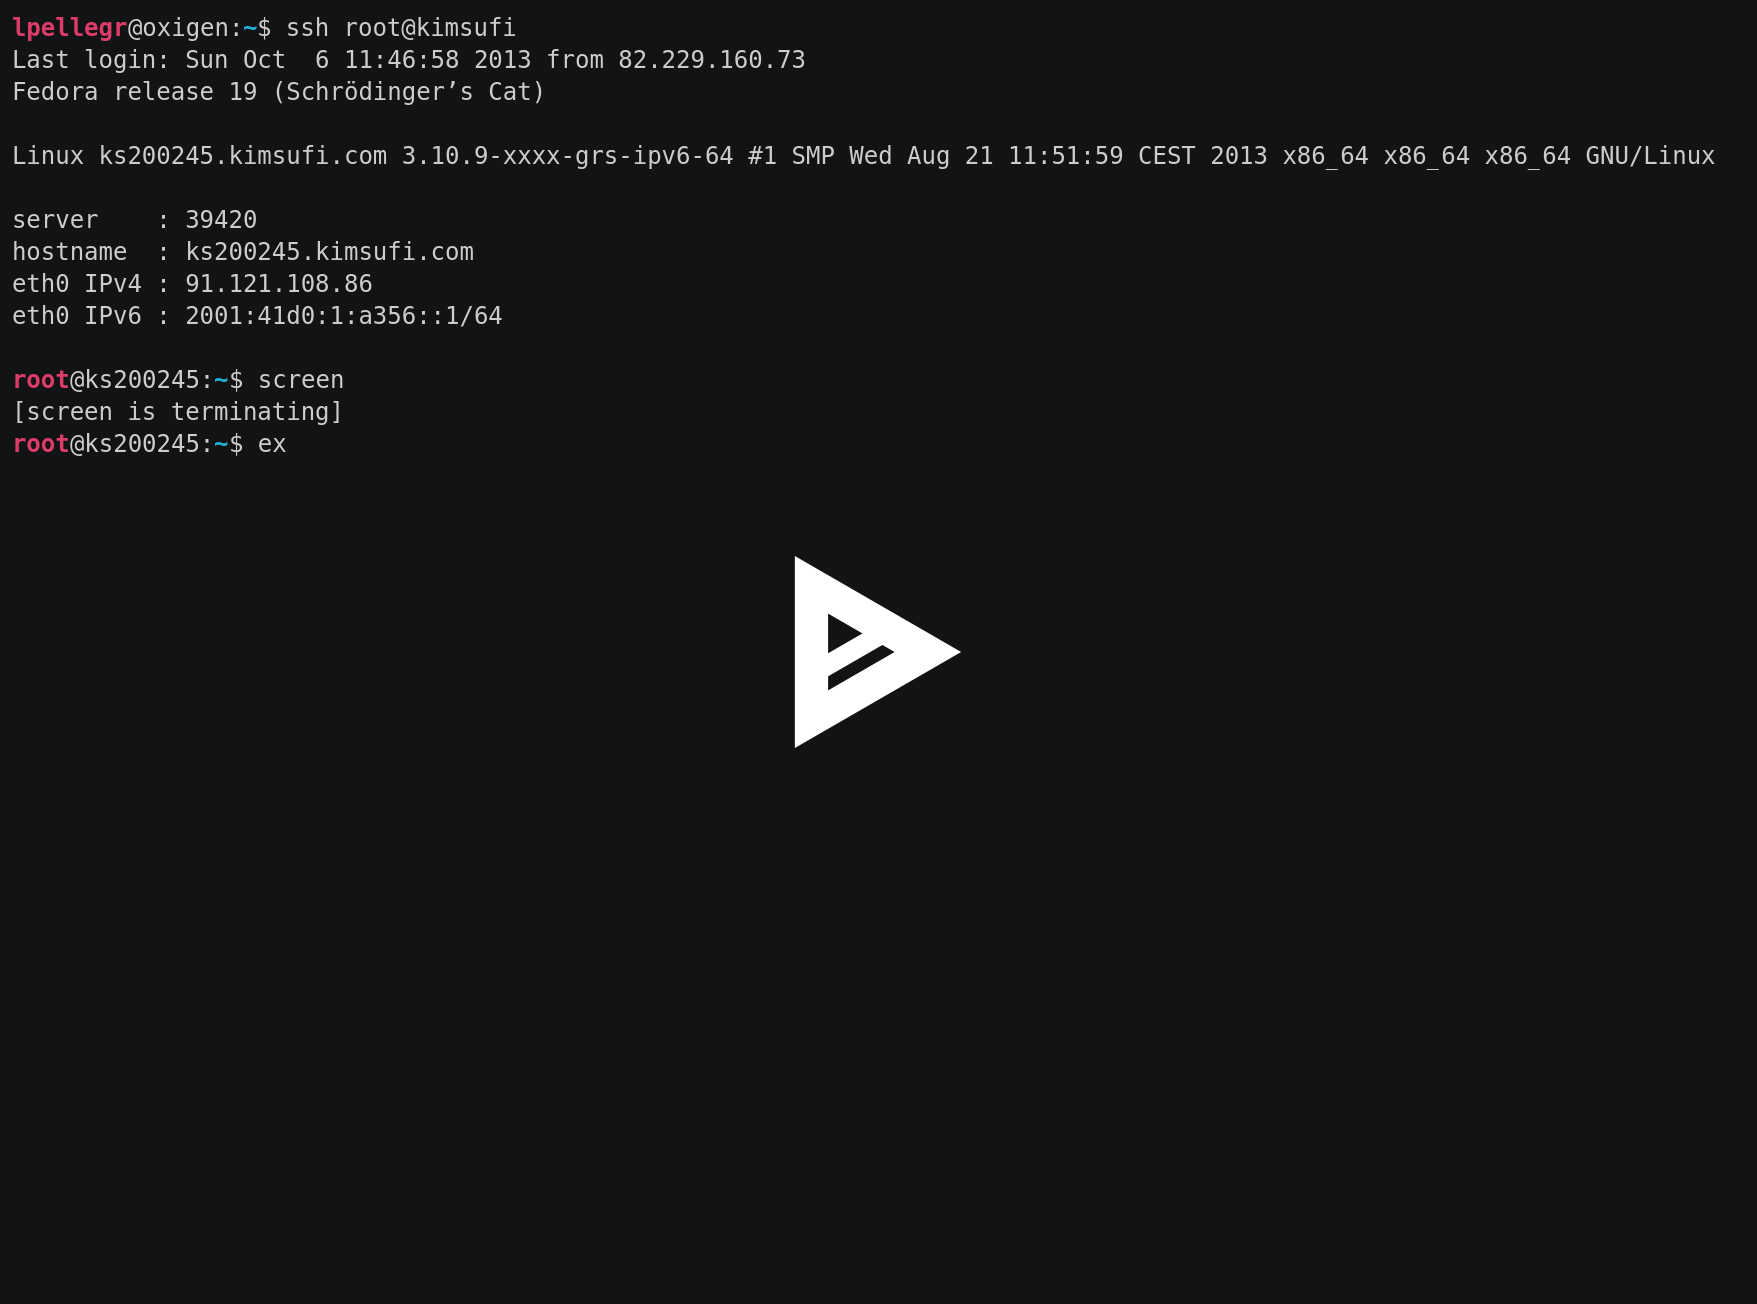 lpellegr@oxigen:~$ ssh root@kimsufi
Last login: Sun Oct  6 11:46:58 2013 from 82.229.160.73
Fedora release 19 (Schrödinger’s Cat)
Linux ks200245.kimsufi.com 3.10.9-xxxx-grs-ipv6-64 #1 SMP Wed Aug 21 11:51:59 CEST 2013 x86_64 x86_64 x86_64 GNU/Linux
server    : 39420
hostname  : ks200245.kimsufi.com
eth0 IPv4 : 91.121.108.86
eth0 IPv6 : 2001:41d0:1:a356::1/64
root@ks200245:~$ screen
[screen is terminating]
root@ks200245:~$ ex